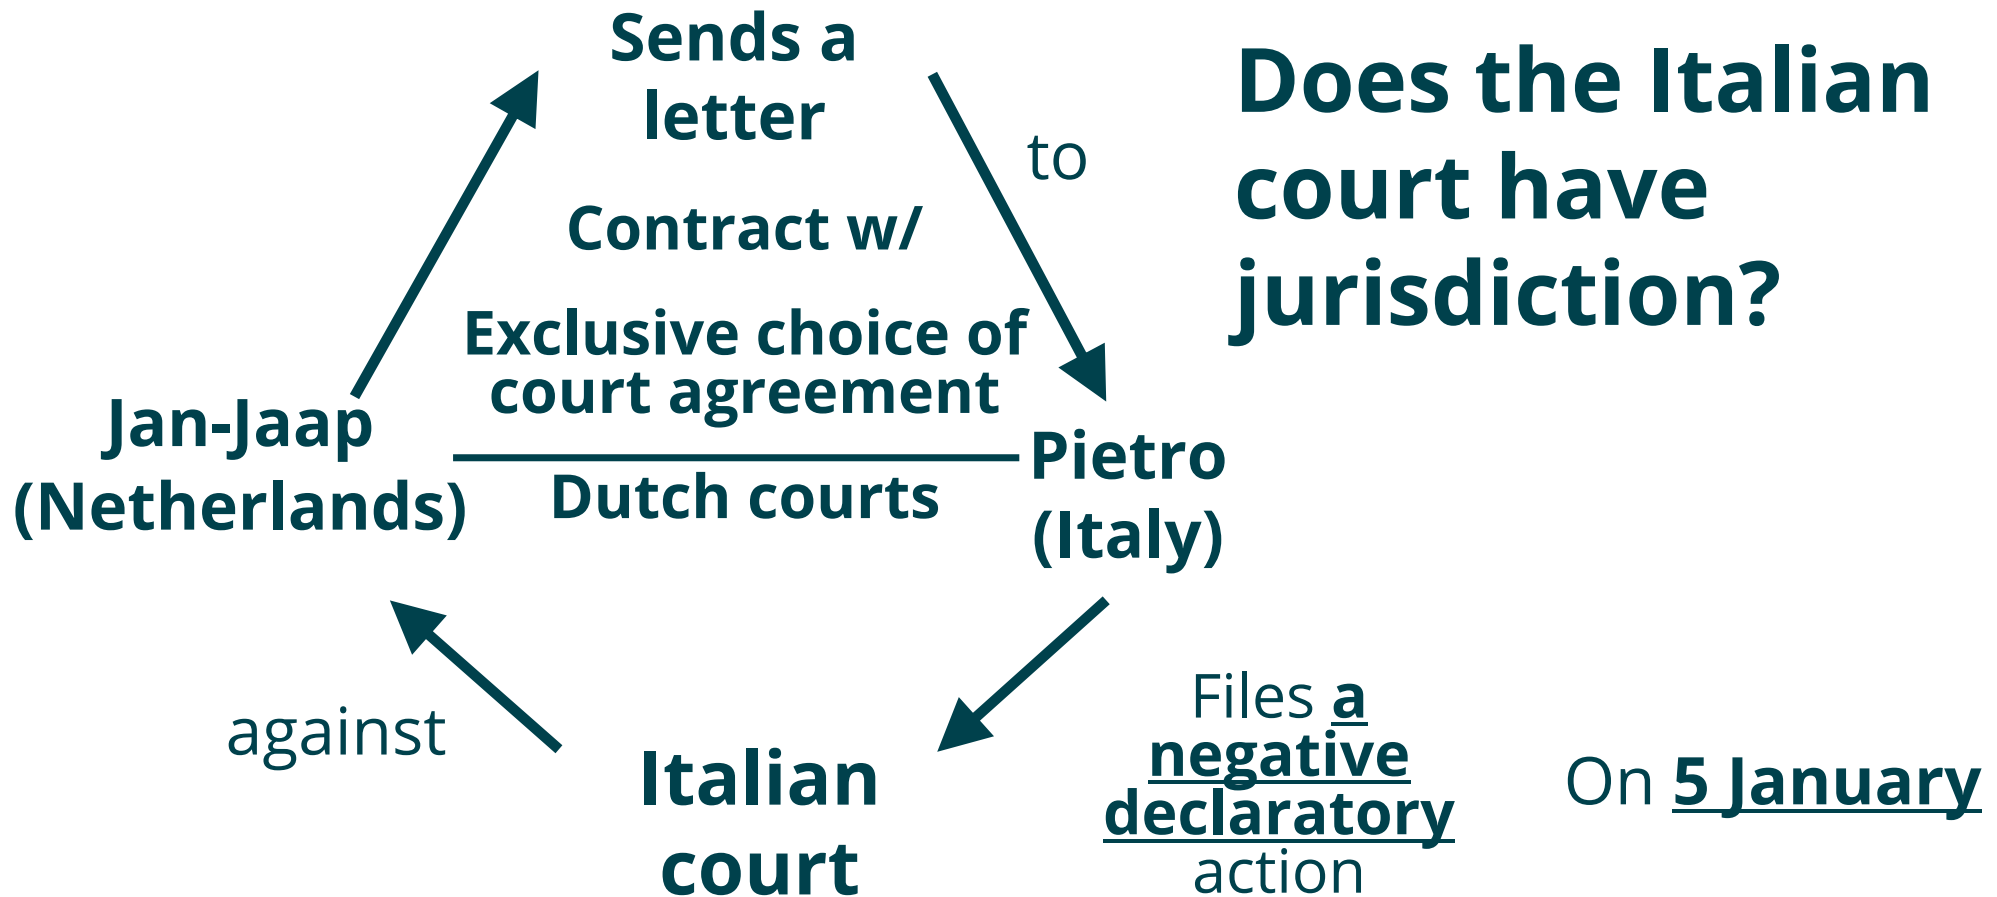 Sends a
letter
to
Does the Italian
court have
jurisdiction?
Contract w/
Exclusive choice of
court agreement
Jan-Jaap
(Netherlands)
Dutch courts
Pietro
(Italy)
against
Italian
court
Files a
negative
declaratory
action
On 5 January